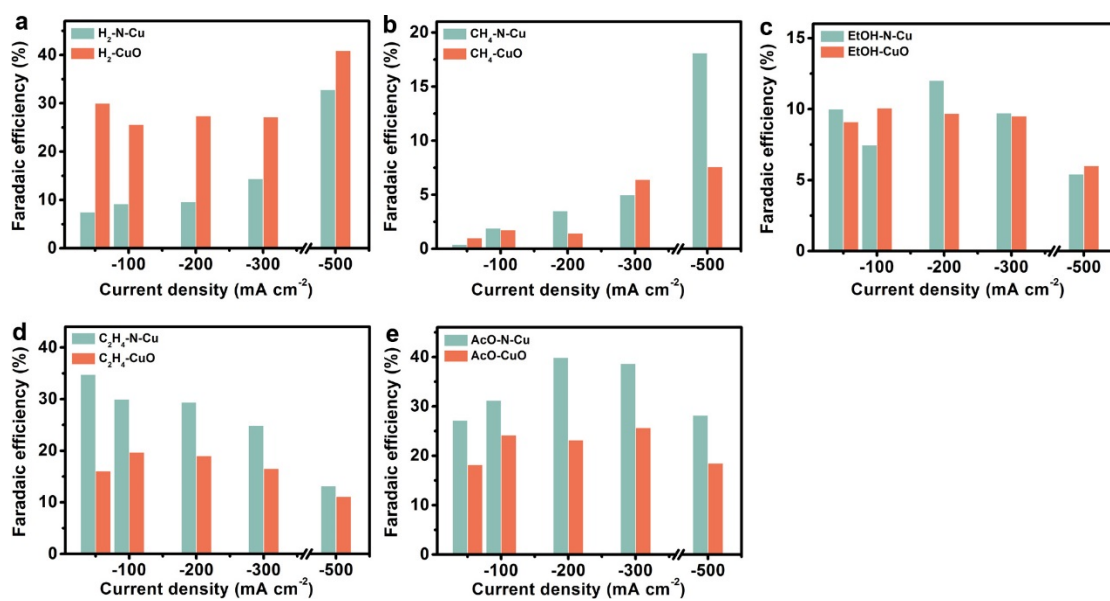 a
H₂-N-Cu
H₂-CuO
Faradaic efficiency (%)
40
30
20
10
0
-100 -200 -300 -500
Current density (mA cm⁻²)
b
CH₄-N-Cu
CH₄-CuO
Faradaic efficiency (%)
20
15
10
5
0
-100 -200 -300 -500
Current density (mA cm⁻²)
c
EtOH-N-Cu
EtOH-CuO
Faradaic efficiency (%)
15
10
5
0
-100 -200 -300 -500
Current density (mA cm⁻²)
d
C₂H₄-N-Cu
C₂H₄-CuO
Faradaic efficiency (%)
40
30
20
10
0
-100 -200 -300 -500
Current density (mA cm⁻²)
e
AcO-N-Cu
AcO-CuO
Faradaic efficiency (%)
40
30
20
10
0
-100 -200 -300 -500
Current density (mA cm⁻²)